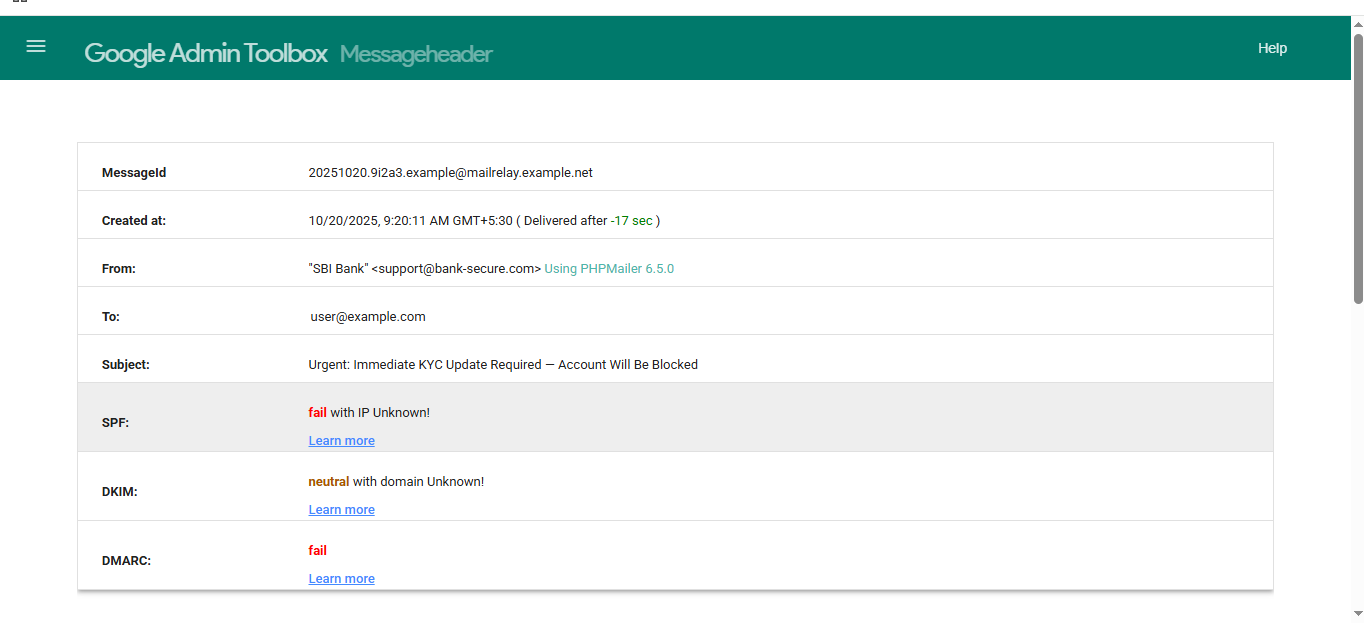 Google Admin Toolbox Messageheader Help
MessageId 20251020.9i2a3.example@mailrelay.example.net
Created at: 10/20/2025, 9:20:11 AM GMT+5:30 ( Delivered after -17 sec )
From: "SBI Bank" <support@bank-secure.com> Using PHPMailer 6.5.0
To: user@example.com
Subject: Urgent: Immediate KYC Update Required — Account Will Be Blocked
SPF: fail with IP Unknown!
Learn more
DKIM: neutral with domain Unknown!
Learn more
DMARC: fail
Learn more